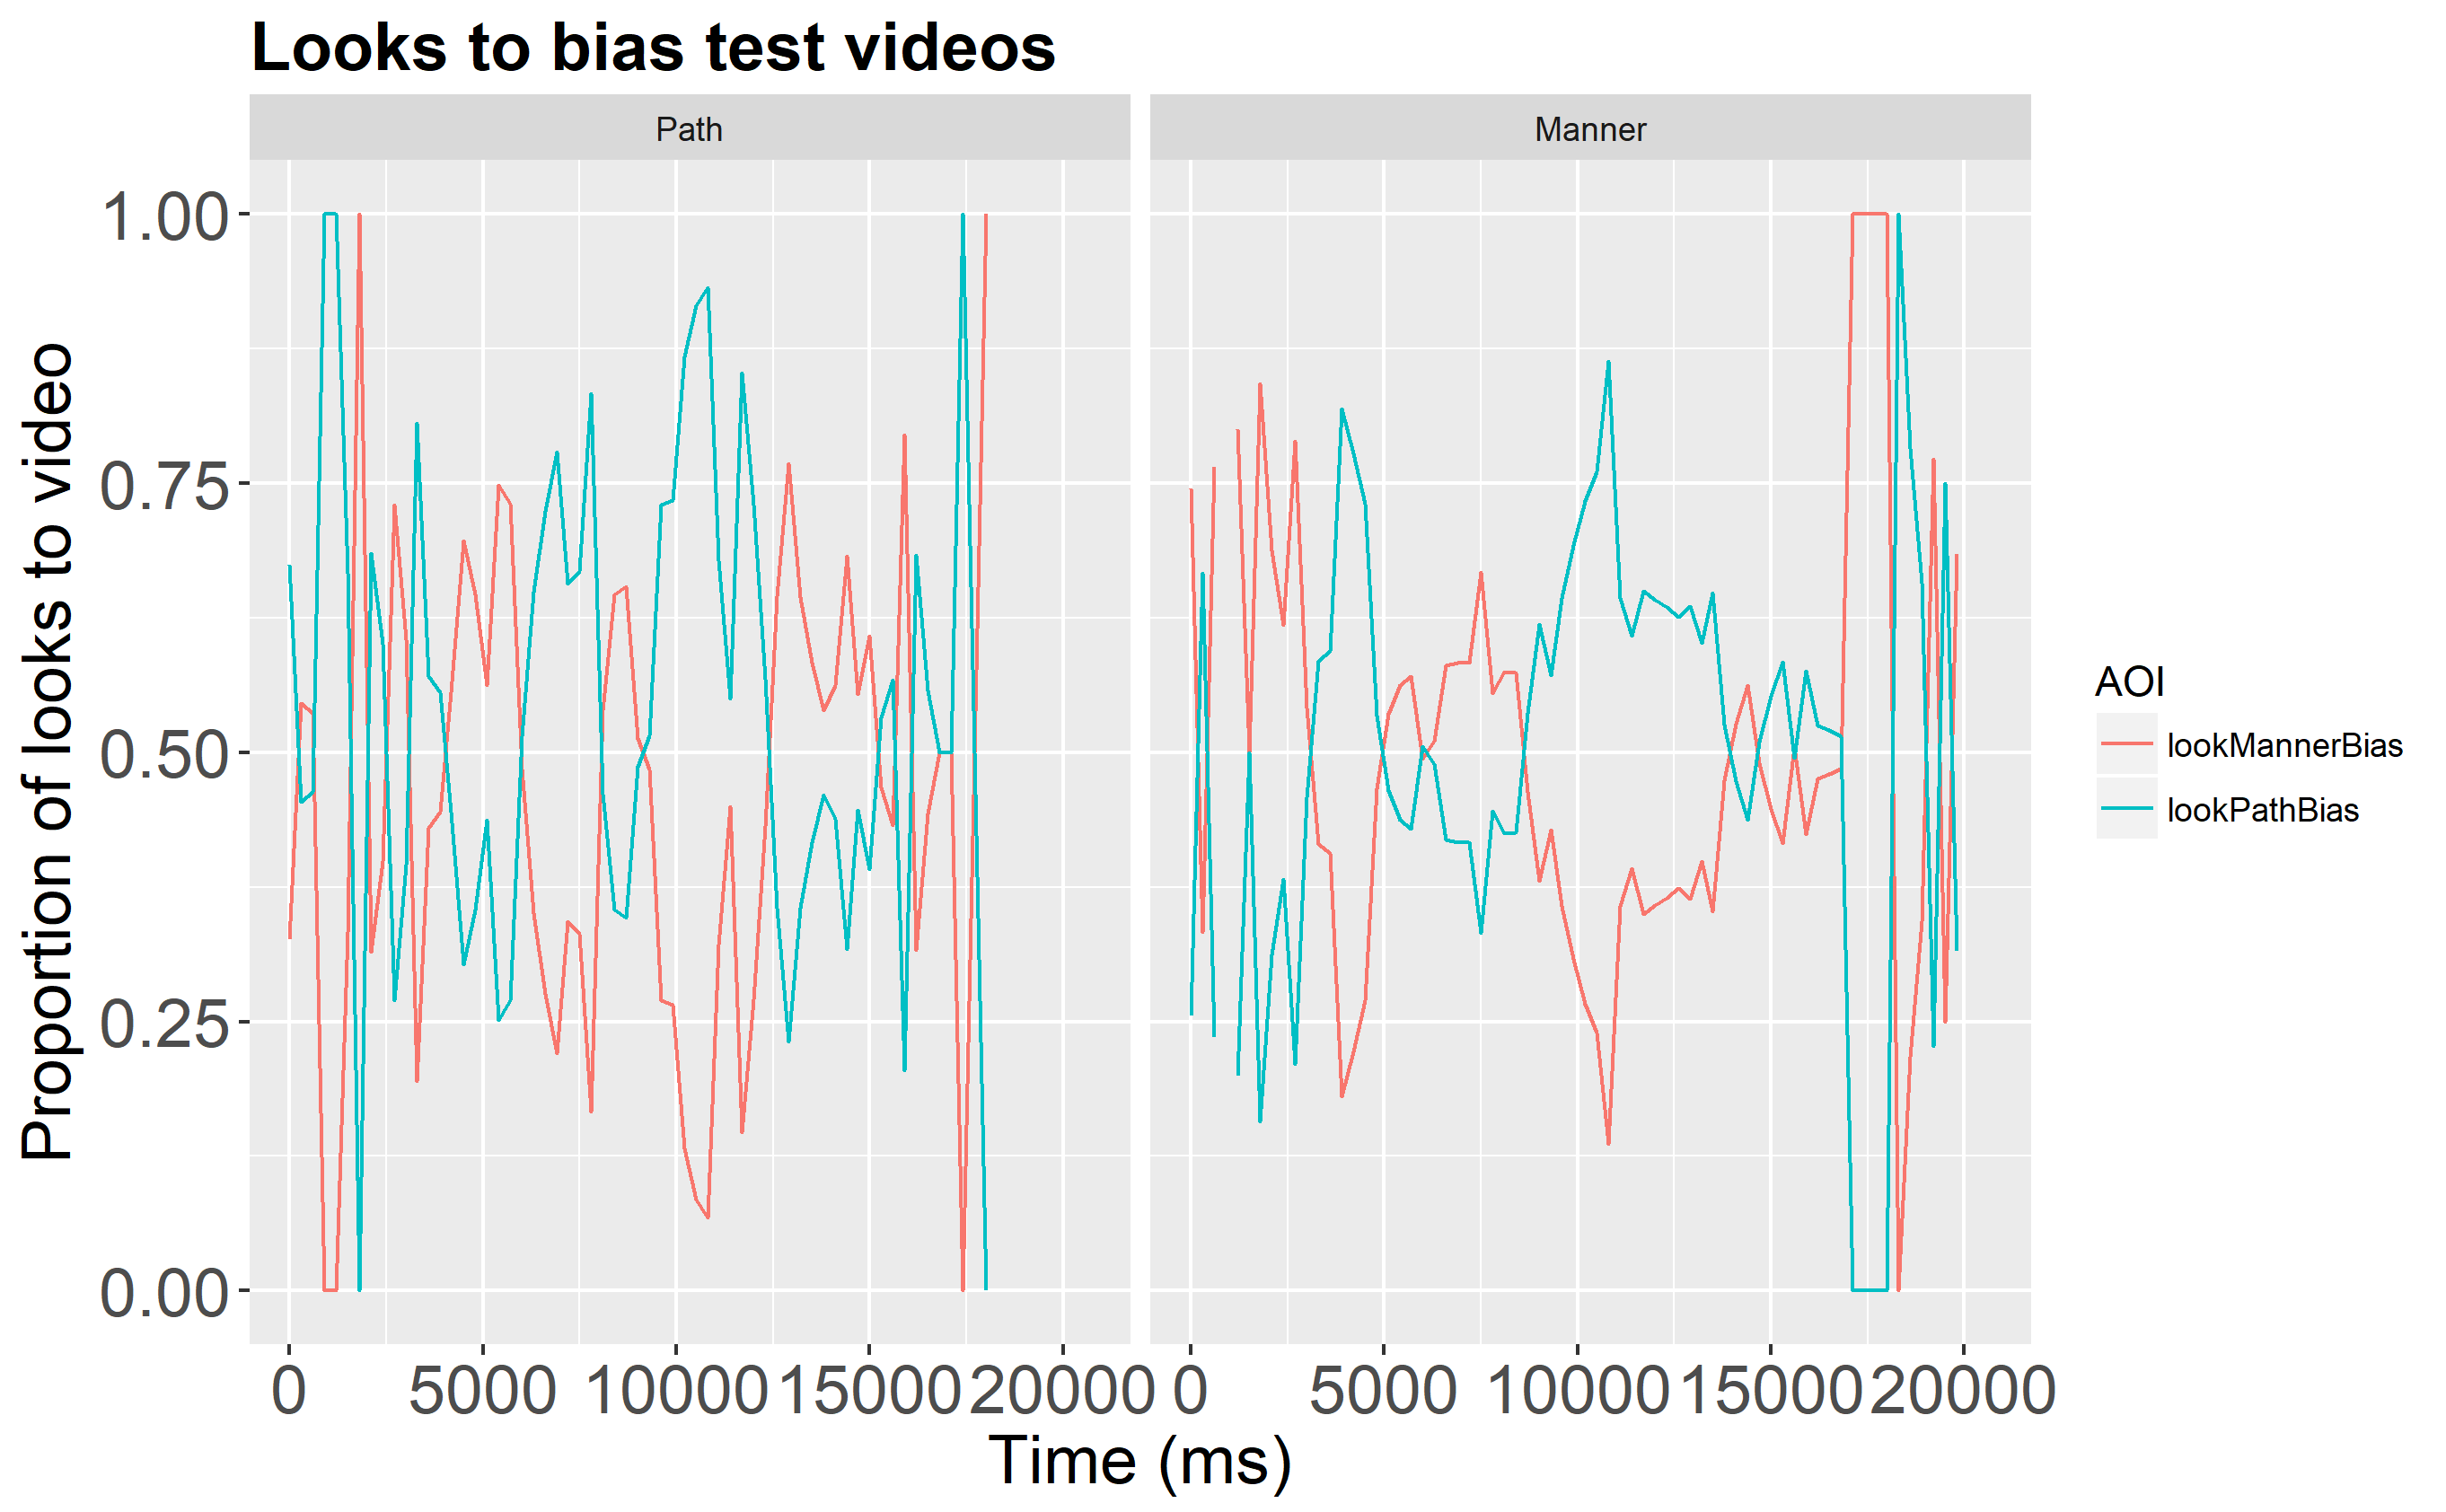 Looks to bias test videos
Path
Manner
Proportion of looks to video
1.00
0.75
0.50
0.25
0.00
0 5000 10000 15000 20000
0 5000 10000 15000 20000
Time (ms)
AOI
lookMannerBias
lookPathBias